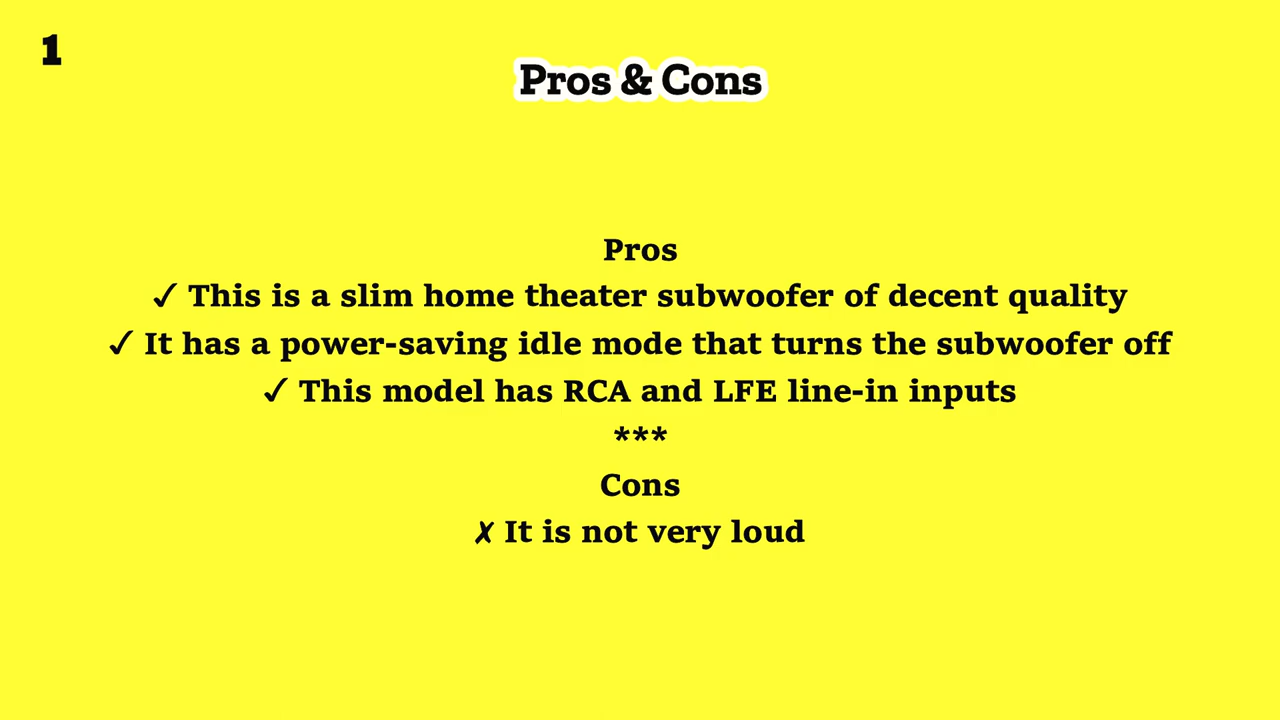 1
Pros & Cons
Pros
✓ This is a slim home theater subwoofer of decent quality
✓ It has a power-saving idle mode that turns the subwoofer off
✓ This model has RCA and LFE line-in inputs
***
Cons
✗ It is not very loud